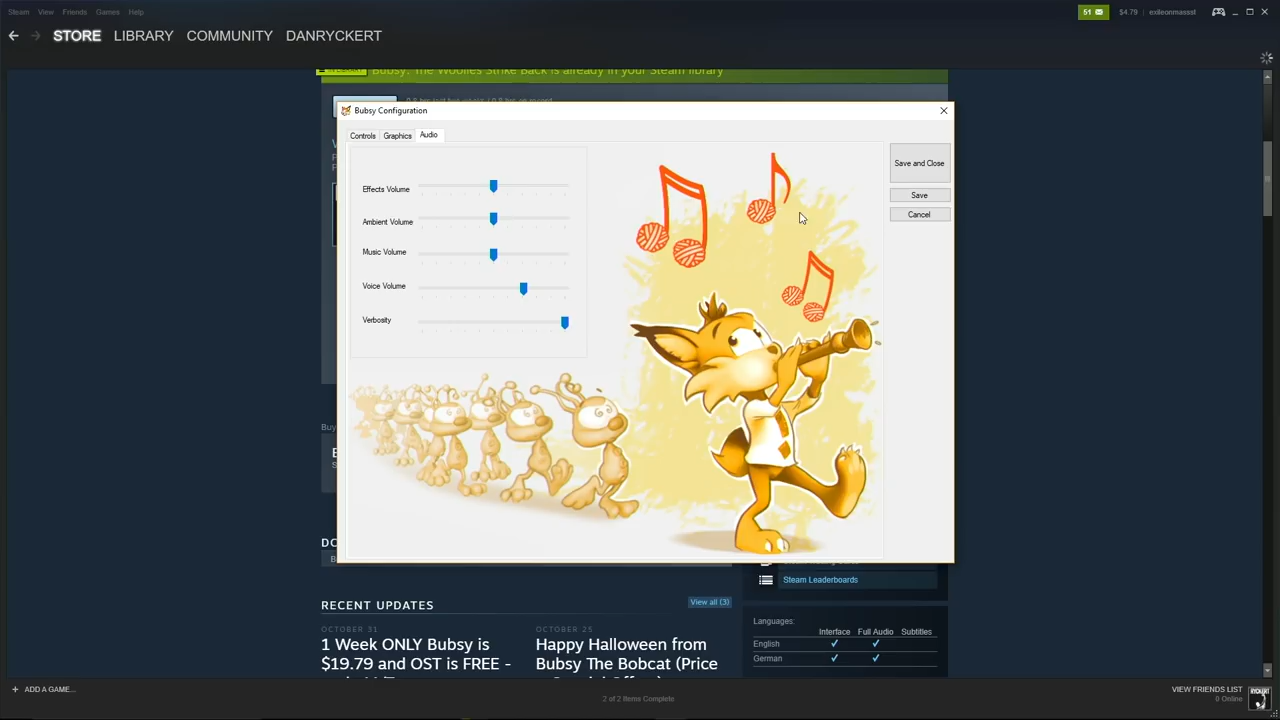 Steam View Friends Games Help
51
$4.79 exileonmassst
STORE LIBRARY COMMUNITY DANRYCKERT
Bubsy: The Woolies Strike Back is already in your Steam library
Bubsy Configuration
Controls Graphics Audio
Effects Volume
Ambient Volume
Music Volume
Voice Volume
Verbosity
Save and Close
Save
Cancel
Buy
DO
Steam Leaderboards
RECENT UPDATES
View all (3)
OCTOBER 31
1 Week ONLY Bubsy is
$19.79 and OST is FREE -
OCTOBER 25
Happy Halloween from
Bubsy The Bobcat (Price
Languages:
Interface Full Audio Subtitles
English
German
+ ADD A GAME...
2 of 2 Items Complete
VIEW FRIENDS LIST
0 Online